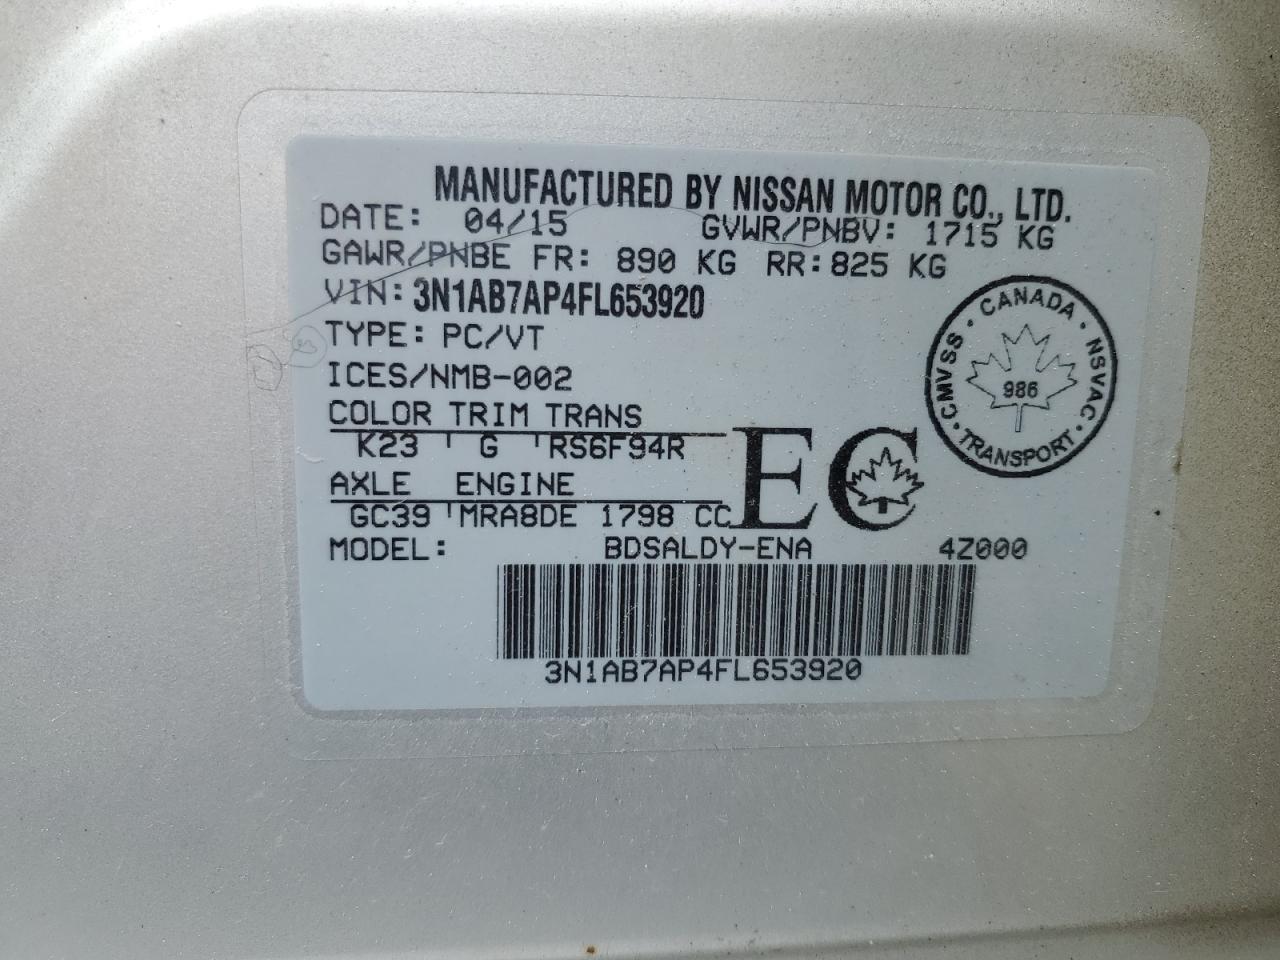 MANUFACTURED BY NISSAN MOTOR CO., LTD.
DATE: 04/15 GVWR/PNBV: 1715 KG
GAWR/PNBE FR: 890 KG RR: 825 KG
VIN: 3N1AB7AP4FL653920
TYPE: PC/VT
ICES/NMB-002
COLOR TRIM TRANS
K23 ' G ' RS6F94R
AXLE ENGINE
GC39 ' MRA8DE 1798 CC
MODEL: BDSALDY-ENA 4Z000
3N1AB7AP4FL653920
CANADA · NSVAC · TRANSPORT · CMVSS ·
986
EC